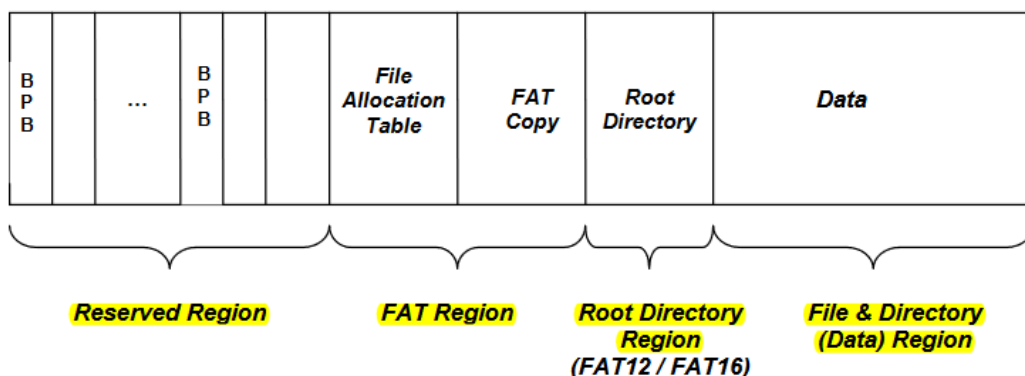 B
P
B
...
B
P
B
File
Allocation
Table
FAT
Copy
Root
Directory
Data
Reserved Region
FAT Region
Root Directory
Region
(FAT12 / FAT16)
File & Directory
(Data) Region